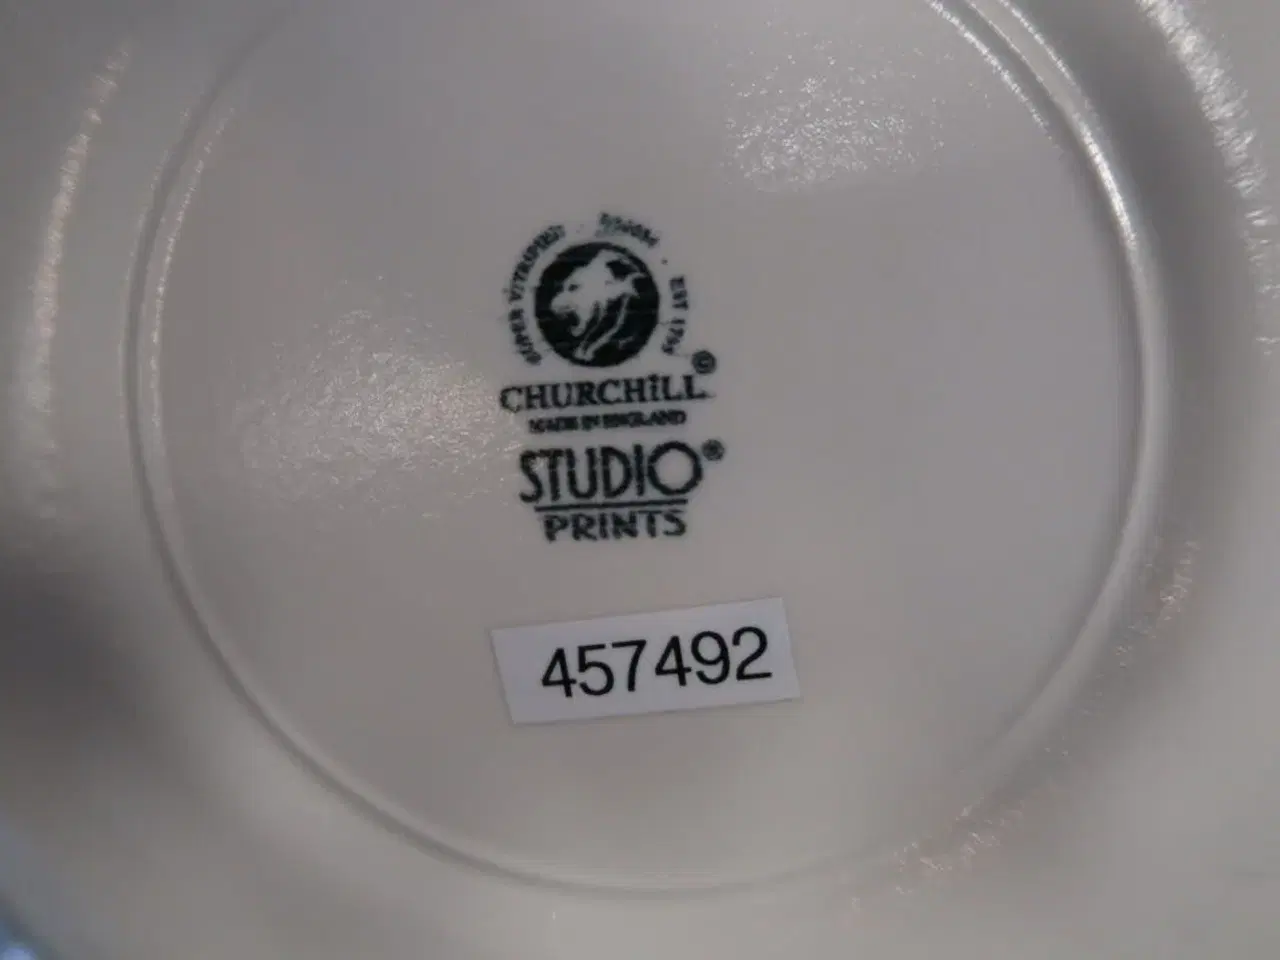 SUPER VITRIFIED · · EST 1795
CHURCHiLL©
MADE IN ENGLAND
STUDIO®
PRINTS
457492